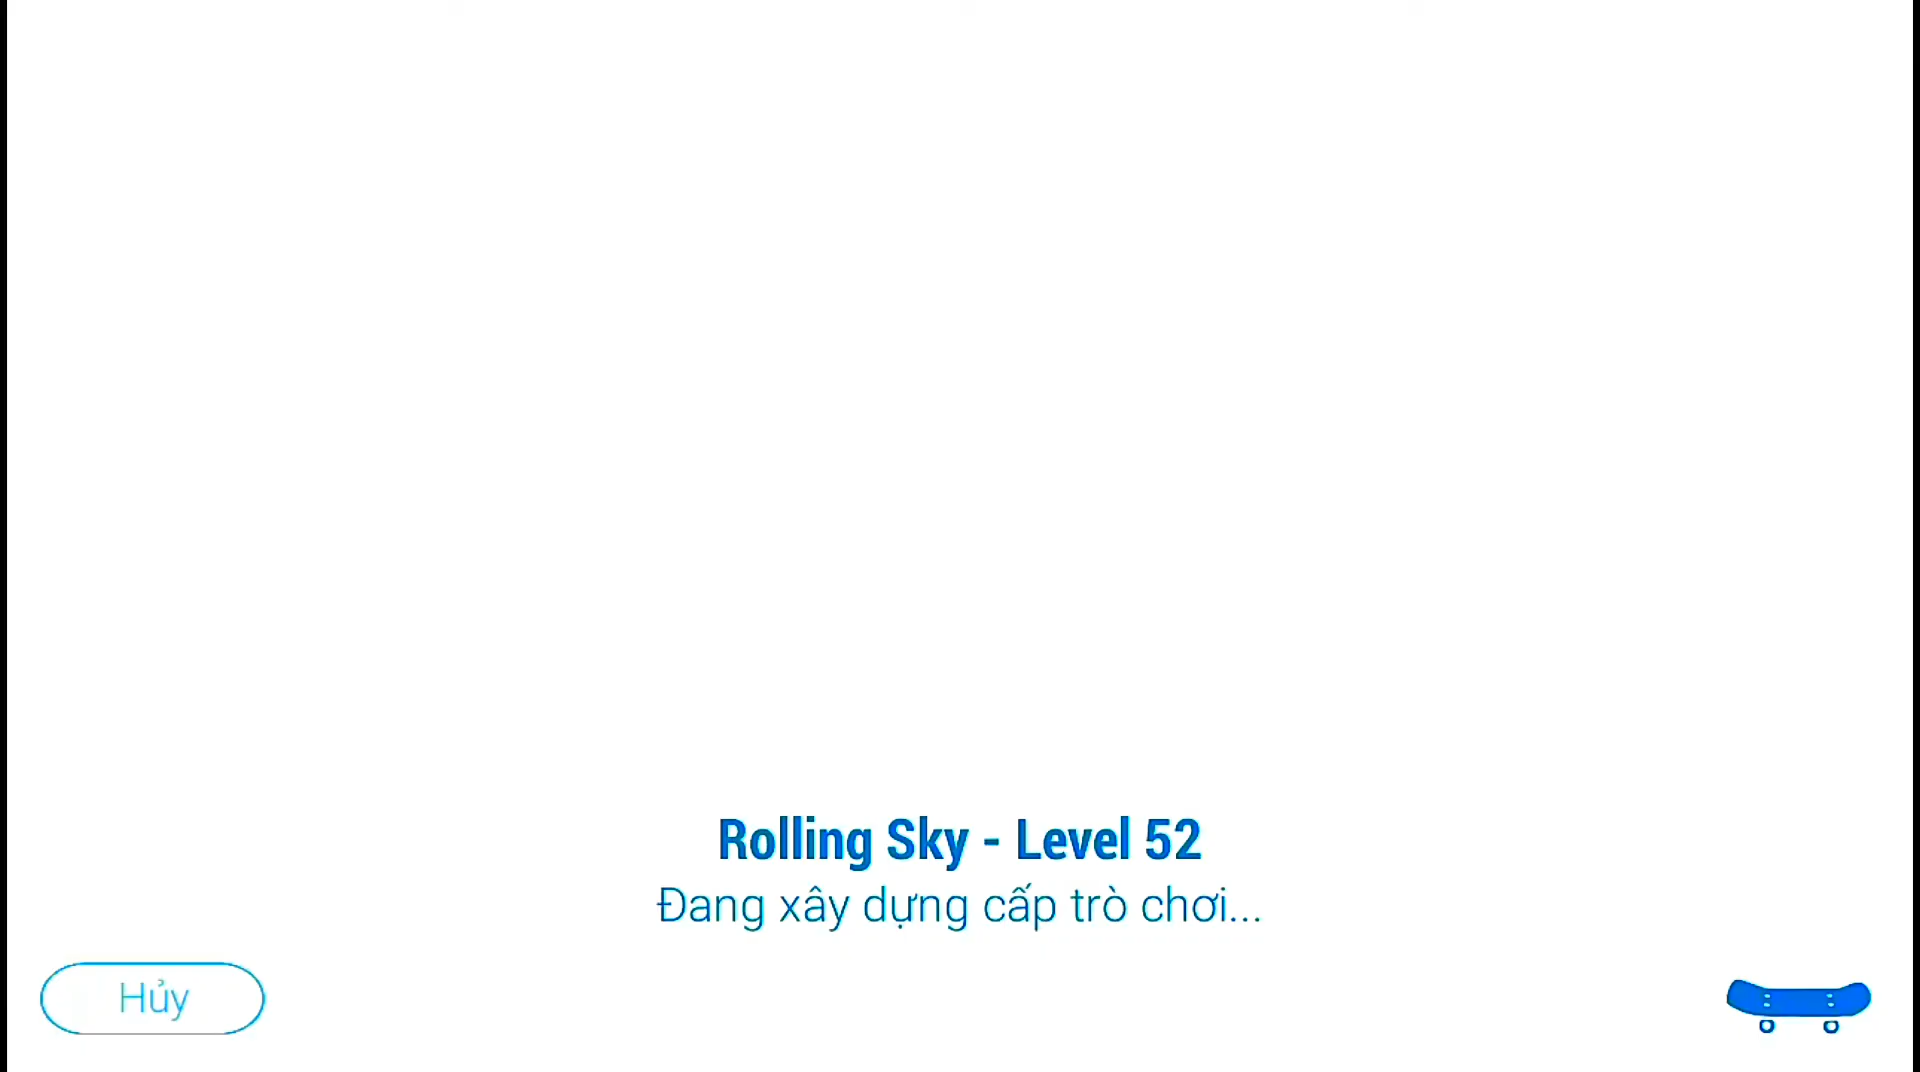 Rolling Sky - Level 52
Đang xây dựng cấp trò chơi...
Hủy